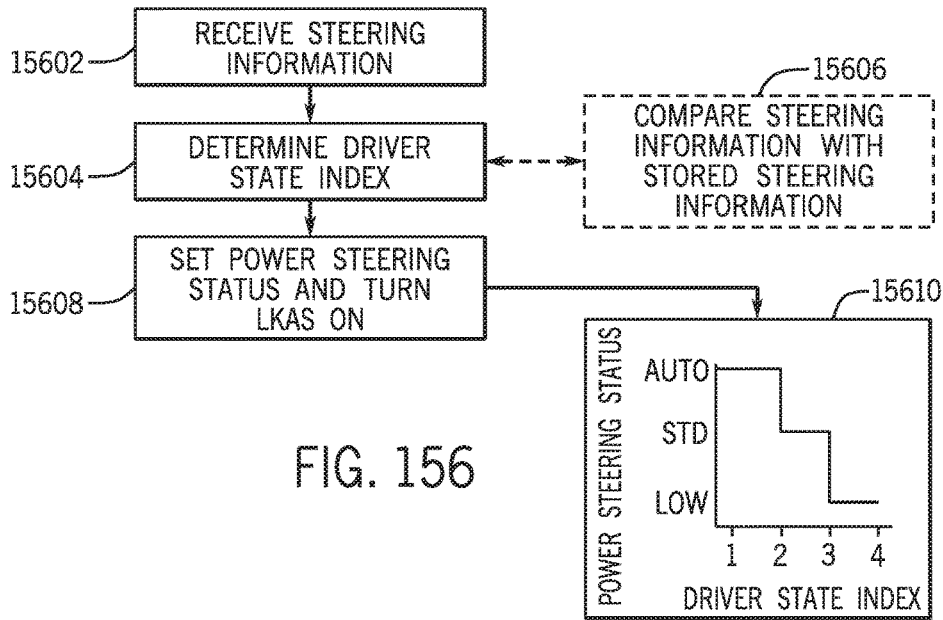 15602
RECEIVE STEERING
INFORMATION
15604
DETERMINE DRIVER
STATE INDEX
15606
COMPARE STEERING
INFORMATION WITH
STORED STEERING
INFORMATION
15608
SET POWER STEERING
STATUS AND TURN
LKAS ON
15610
POWER STEERING STATUS
AUTO
STD
LOW
1 2 3 4
DRIVER STATE INDEX
FIG. 156